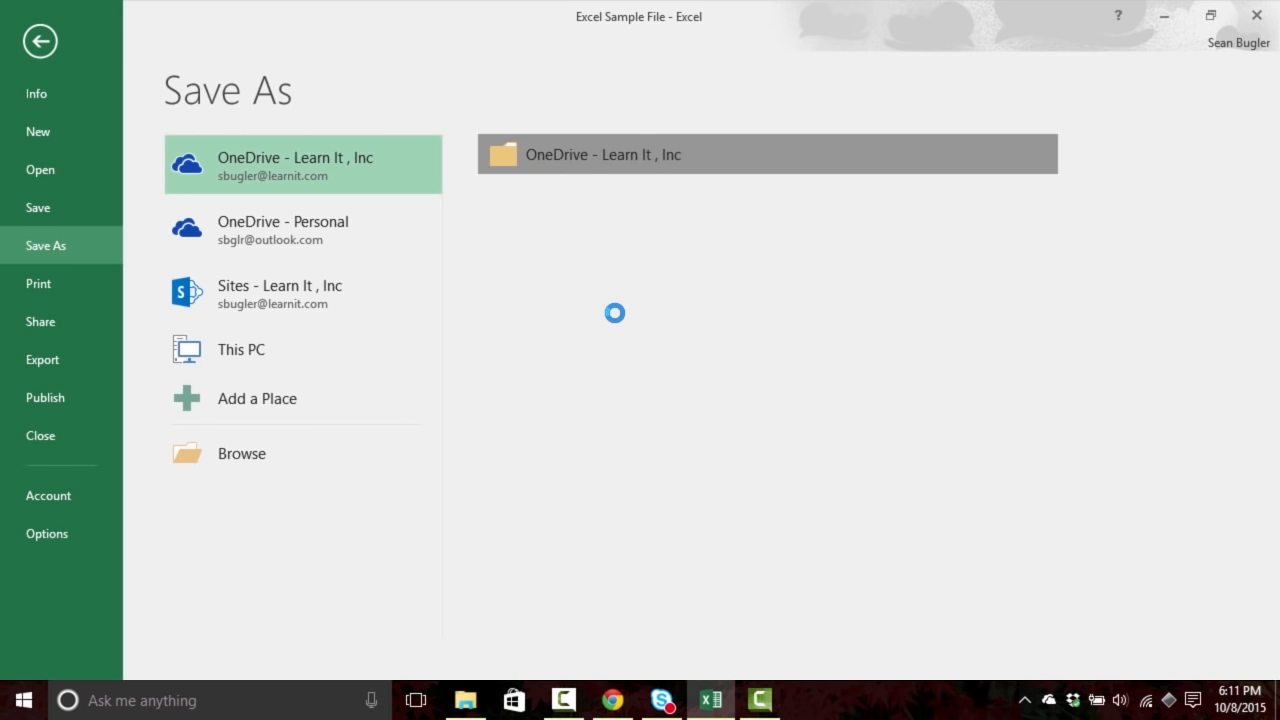 Excel Sample File - Excel
?
Sean Bugler
Info
New
Open
Save
Save As
Print
Share
Export
Publish
Close
Account
Options
Save As
OneDrive - Learn It , Inc
sbugler@learnit.com
OneDrive - Personal
sbglr@outlook.com
Sites - Learn It , Inc
sbugler@learnit.com
This PC
Add a Place
Browse
OneDrive - Learn It , Inc
Ask me anything
6:11 PM
10/8/2015